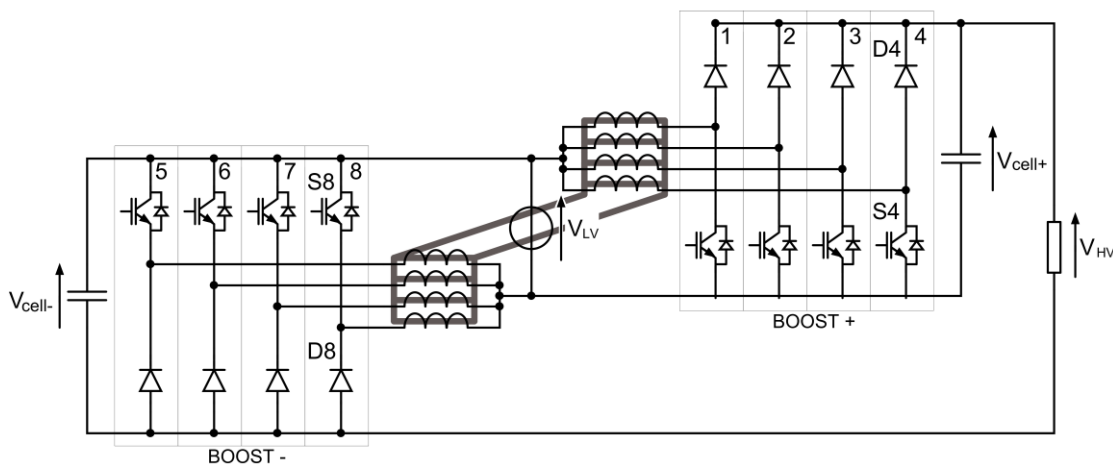 1 2 3 4
D4
Vcell+
S4
VHV
BOOST +
VLV
5 6 7 8
S8
Vcell-
D8
BOOST -